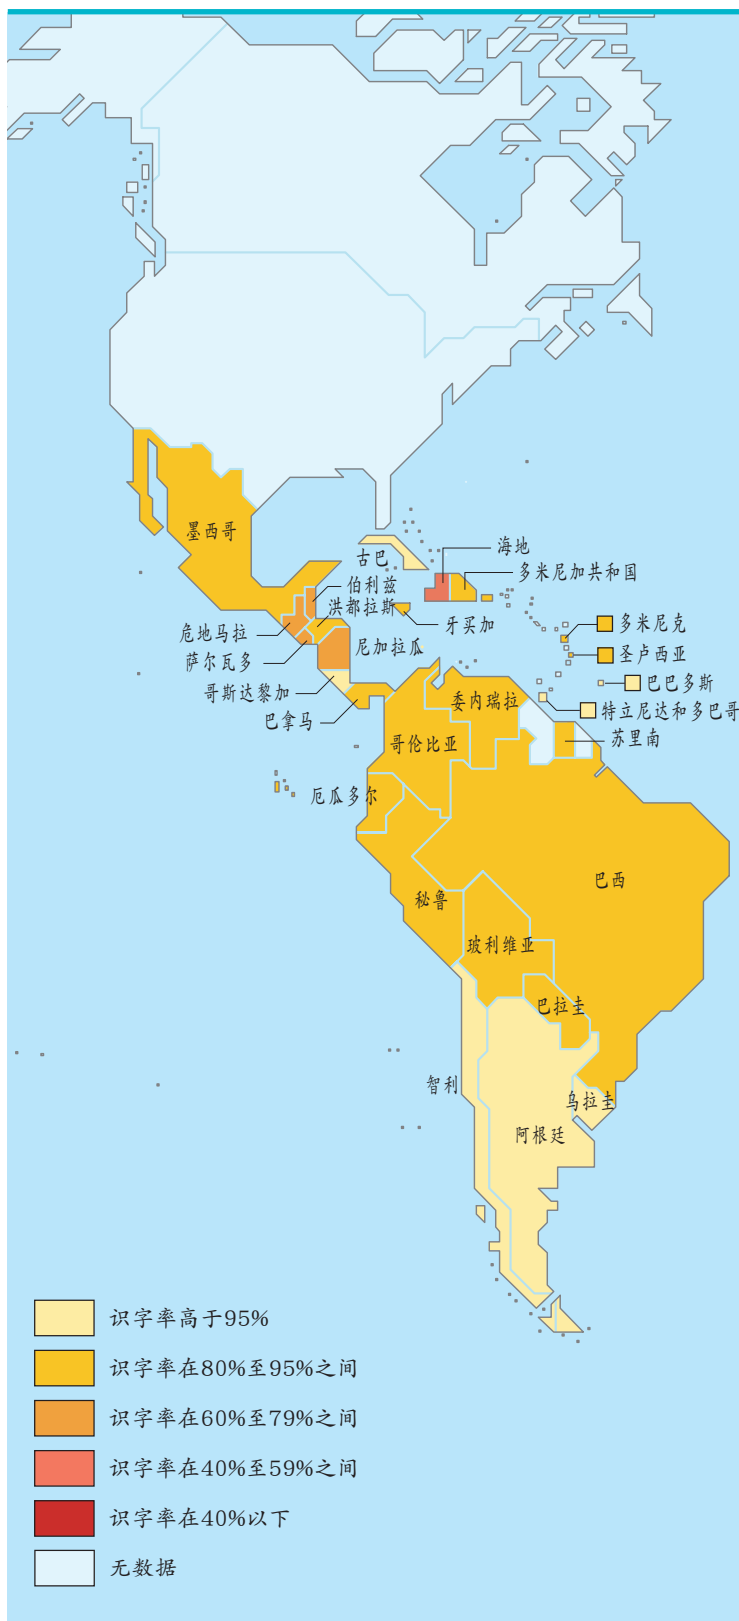 墨西哥
古巴
海地
多米尼加共和国
伯利兹
洪都拉斯
牙买加
危地马拉
萨尔瓦多
尼加拉瓜
多米尼克
圣卢西亚
哥斯达黎加
巴巴多斯
巴拿马
委内瑞拉
特立尼达和多巴哥
哥伦比亚
苏里南
厄瓜多尔
巴西
秘鲁
玻利维亚
巴拉圭
智利
乌拉圭
阿根廷
识字率高于95%
识字率在80%至95%之间
识字率在60%至79%之间
识字率在40%至59%之间
识字率在40%以下
无数据